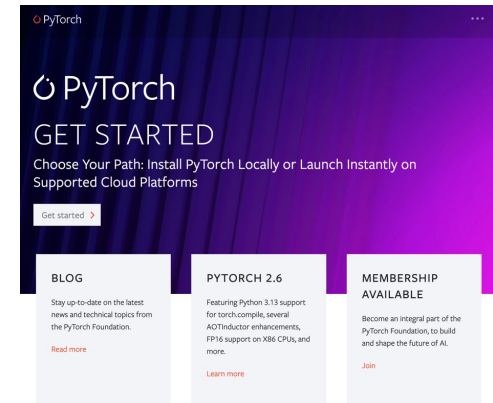 PyTorch
PyTorch
GET STARTED
Choose Your Path: Install PyTorch Locally or Launch Instantly on
Supported Cloud Platforms
Get started
BLOG
Stay up-to-date on the latest
news and technical topics from
the PyTorch Foundation.
Read more
PYTORCH 2.6
Featuring Python 3.13 support
for torch.compile, several
AOTInductor enhancements,
FP16 support on X86 CPUs, and
more.
Learn more
MEMBERSHIP
AVAILABLE
Become an integral part of the
PyTorch Foundation, to build
and shape the future of AI.
Join